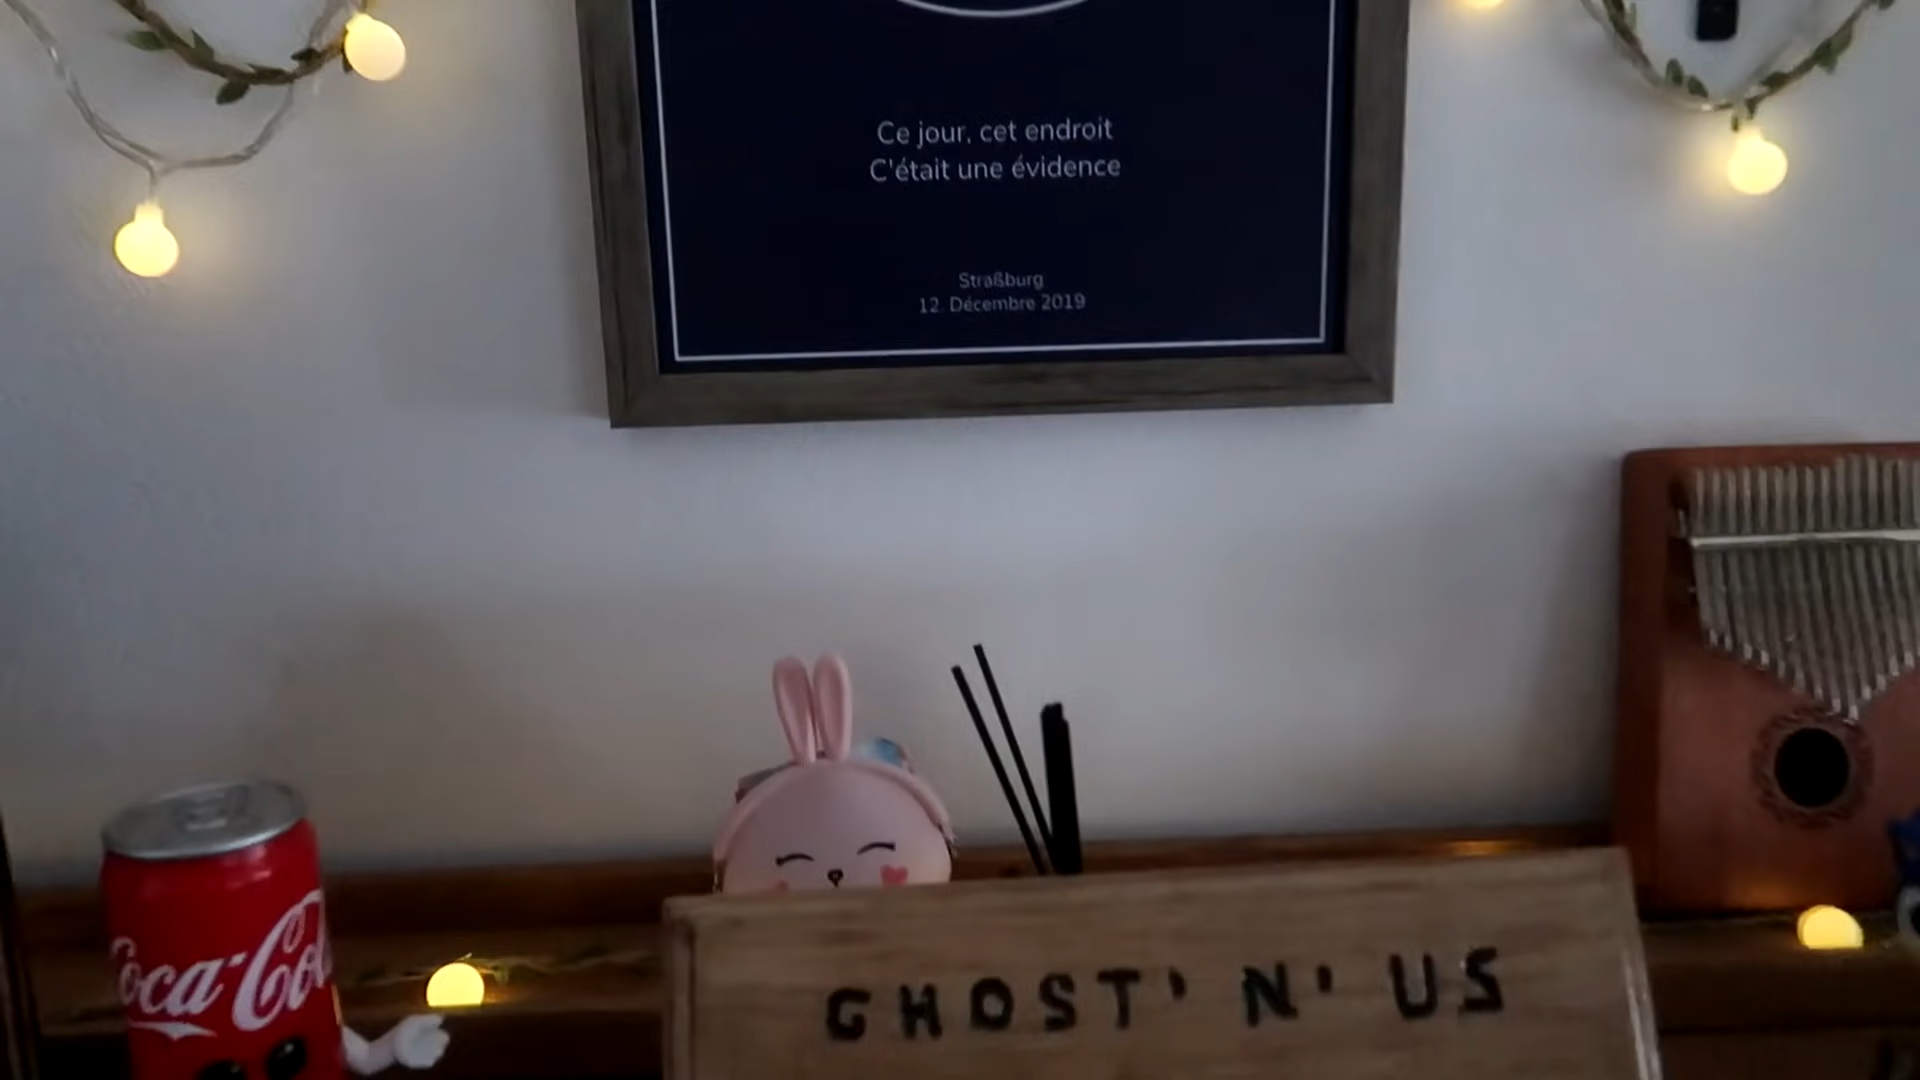 Ce jour, cet endroit
C'était une évidence
Straßburg
12. Décembre 2019
Coca-Cola
GHOST' N' US